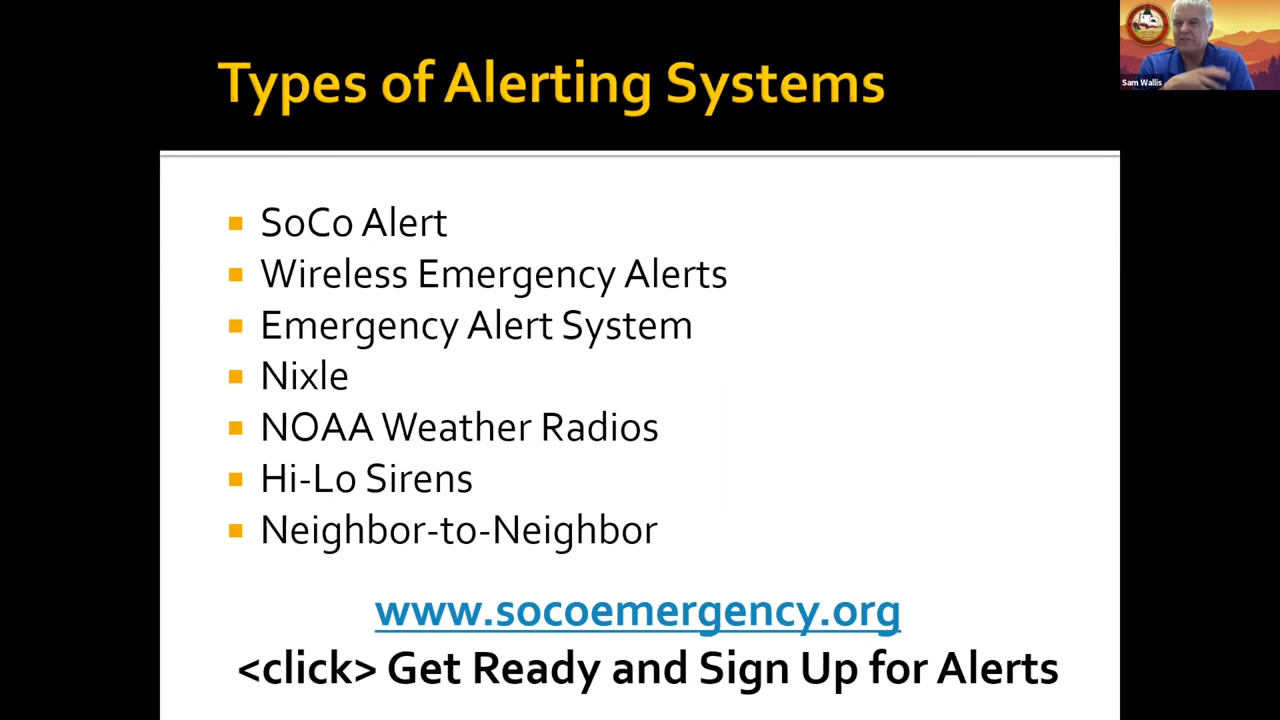 Types of Alerting Systems
Sam Wallis
SoCo Alert
Wireless Emergency Alerts
Emergency Alert System
Nixle
NOAA Weather Radios
Hi-Lo Sirens
Neighbor-to-Neighbor
www.socoemergency.org
<click> Get Ready and Sign Up for Alerts